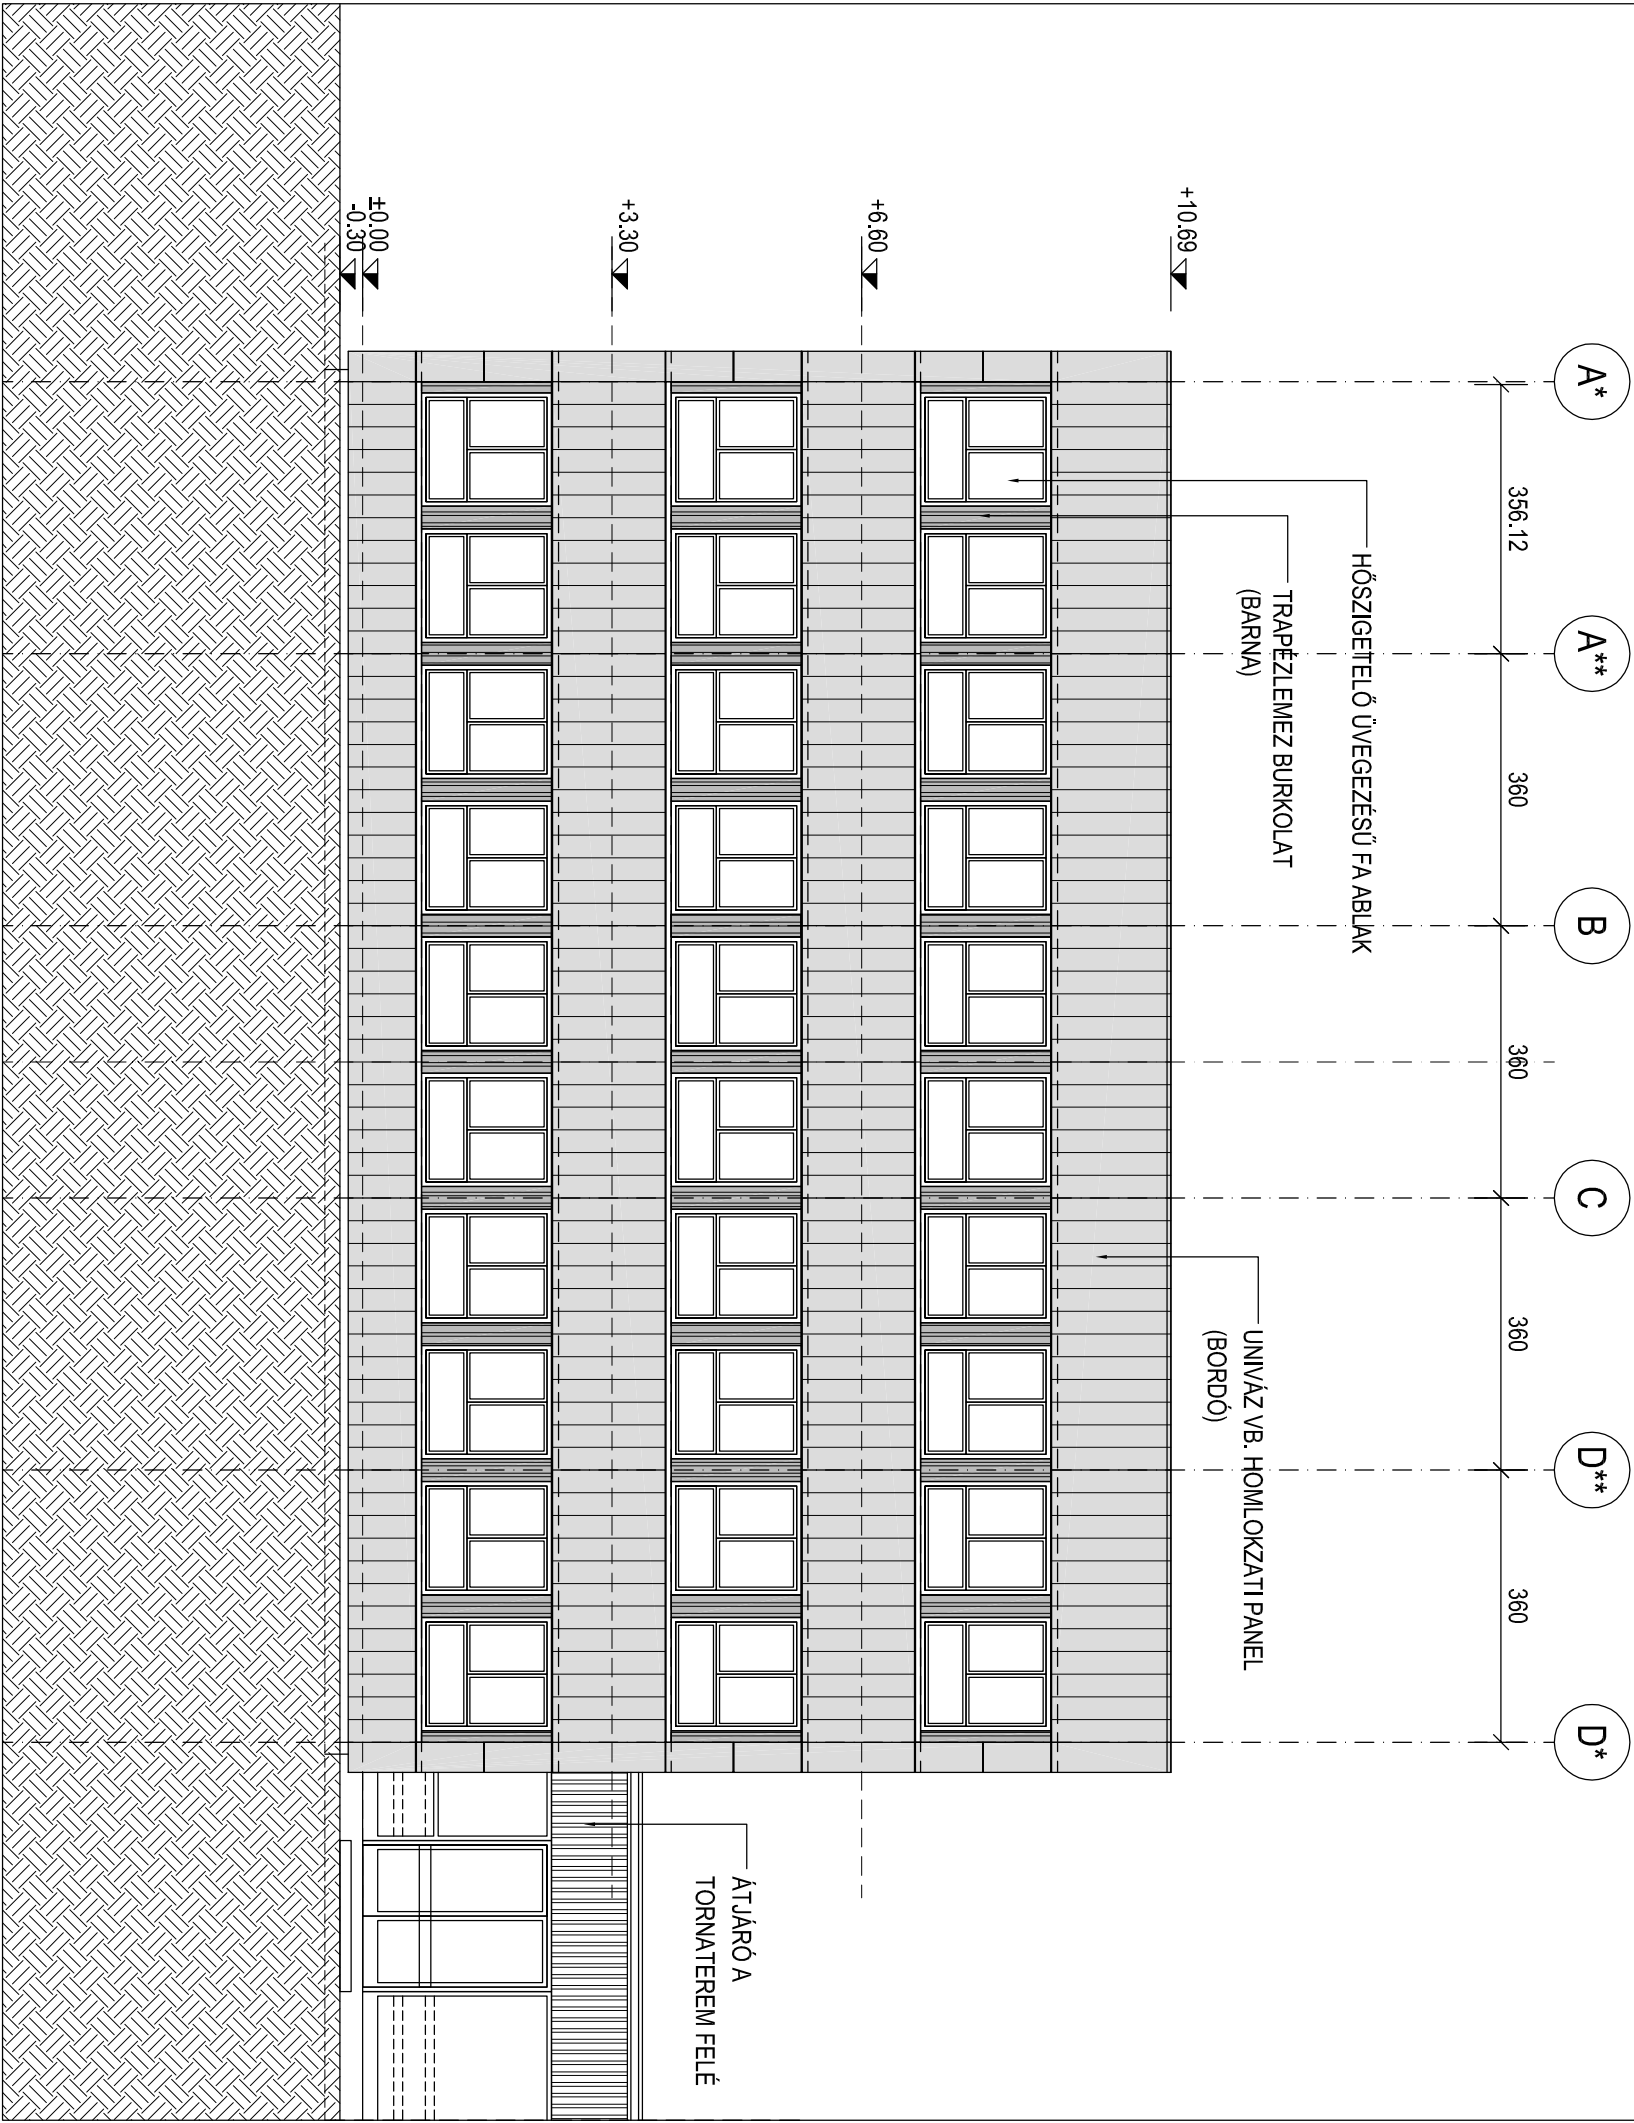 A*
A**
B
C
D**
D*
356.12
360
360
360
360
HŐSZIGETELŐ ÜVEGEZÉSŰ FA ABLAK
TRAPÉZLEMEZ BURKOLAT
(BARNA)
UNIVÁZ VB. HOMLOKZATI PANEL
(BORDÓ)
+10.69
+6.60
+3.30
±0.00
-0.30
ÁTJÁRÓ A
TORNATEREM FELÉ